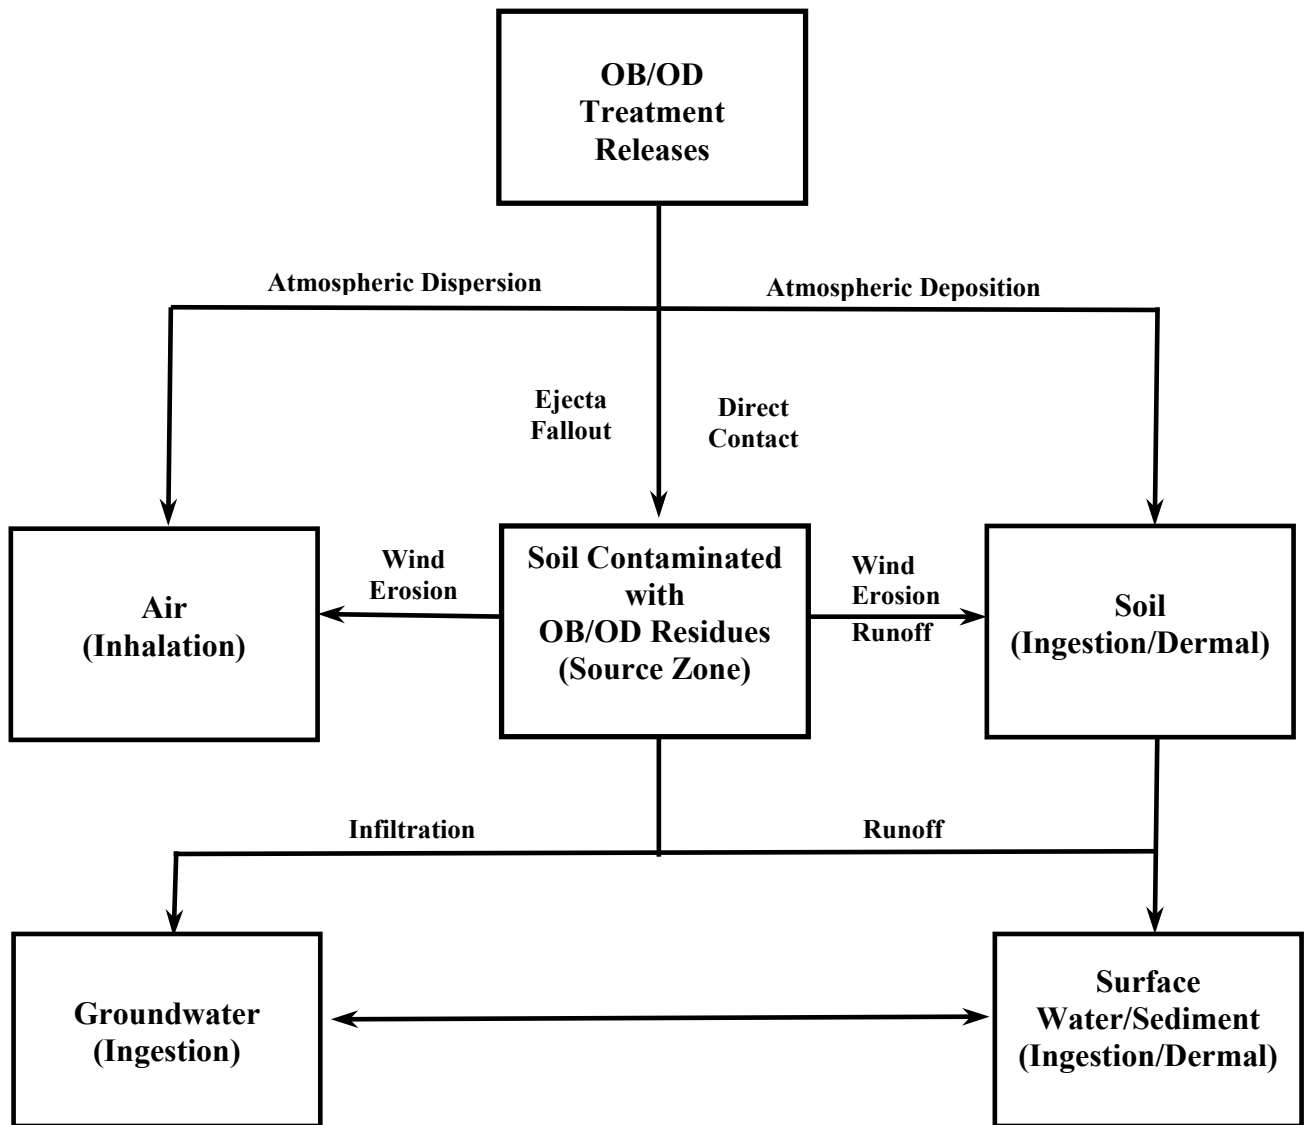 OB/OD
Treatment
Releases
Atmospheric Dispersion
Atmospheric Deposition
Ejecta
Fallout
Direct
Contact
Air
(Inhalation)
Wind
Erosion
Soil Contaminated
with
OB/OD Residues
(Source Zone)
Wind
Erosion
Runoff
Soil
(Ingestion/Dermal)
Infiltration
Runoff
Groundwater
(Ingestion)
Surface
Water/Sediment
(Ingestion/Dermal)